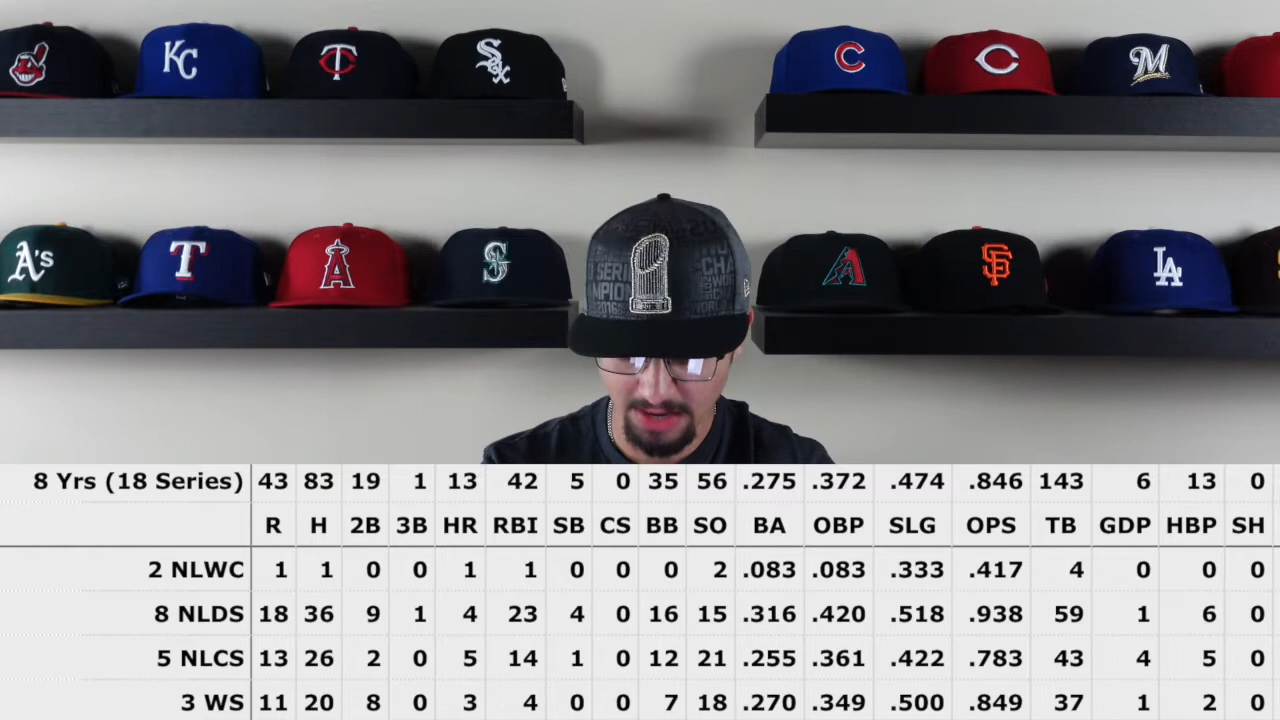 KC
T C
Sox
C
C
M
A's
T
A
S
A
SF
LA
8 Yrs (18 Series) 43 83 19 1 13 42 5 0 35 56 .275 .372 .474 .846 143 6 13 0
R H 2B 3B HR RBI SB CS BB SO BA OBP SLG OPS TB GDP HBP SH
2 NLWC 1 1 0 0 1 1 0 0 0 2 .083 .083 .333 .417 4 0 0 0
8 NLDS 18 36 9 1 4 23 4 0 16 15 .316 .420 .518 .938 59 1 6 0
5 NLCS 13 26 2 0 5 14 1 0 12 21 .255 .361 .422 .783 43 4 5 0
3 WS 11 20 8 0 3 4 0 0 7 18 .270 .349 .500 .849 37 1 2 0